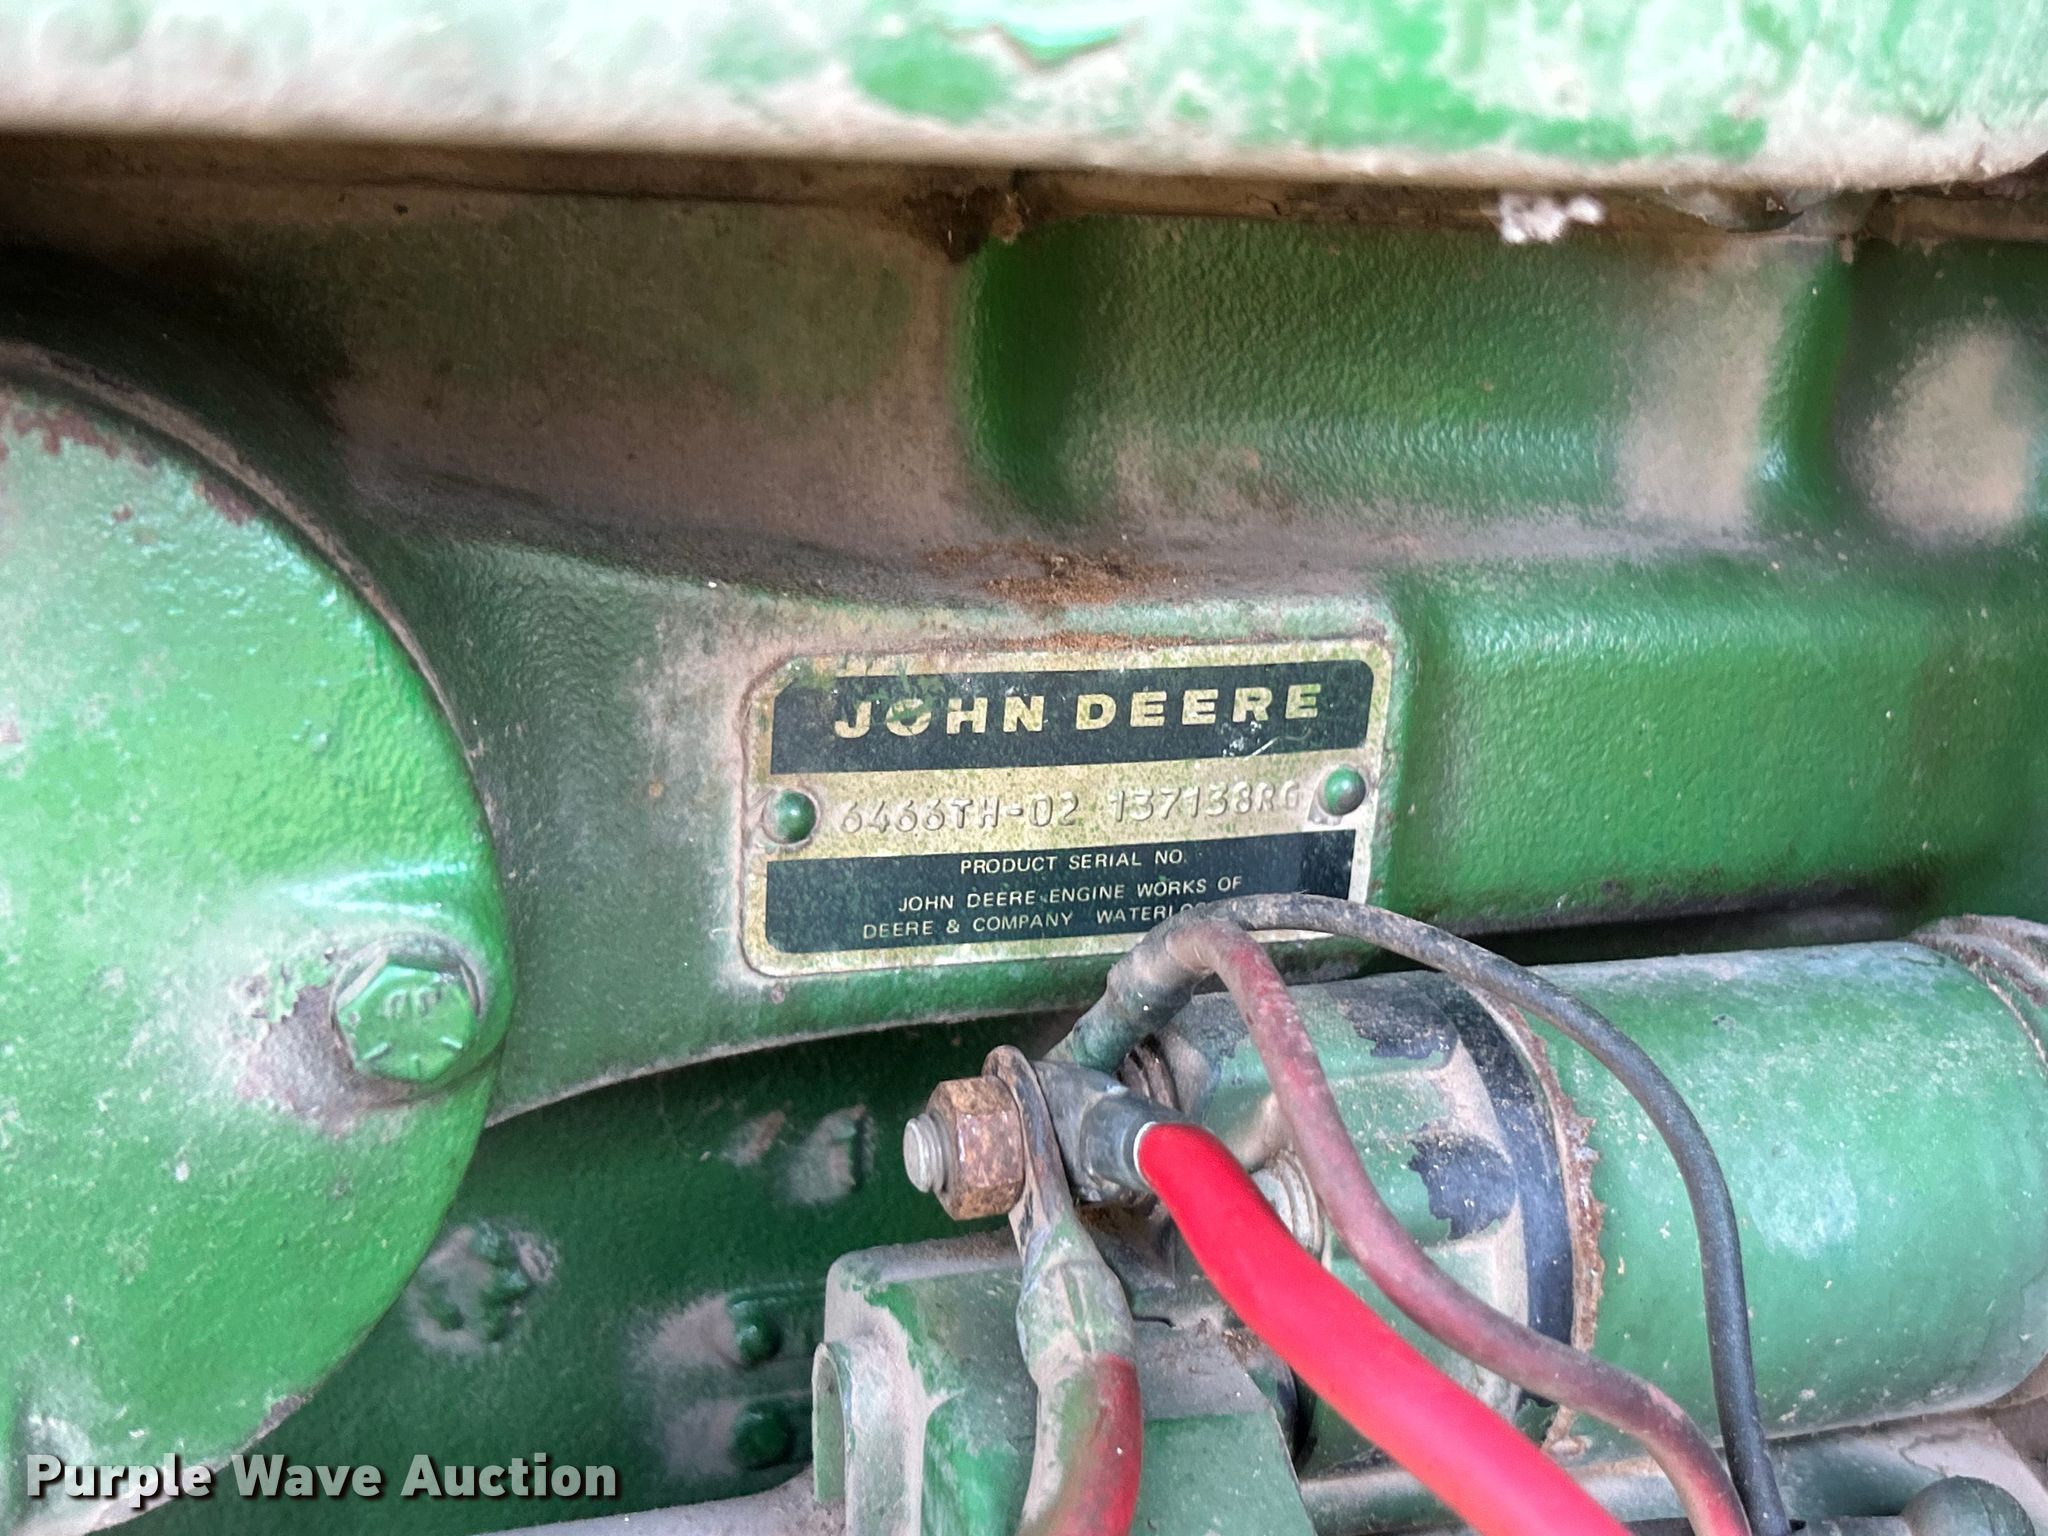 JOHN DEERE
6466TH-02 137138RG
PRODUCT SERIAL NO.
JOHN DEERE ENGINE WORKS OF
DEERE & COMPANY
Purple Wave Auction